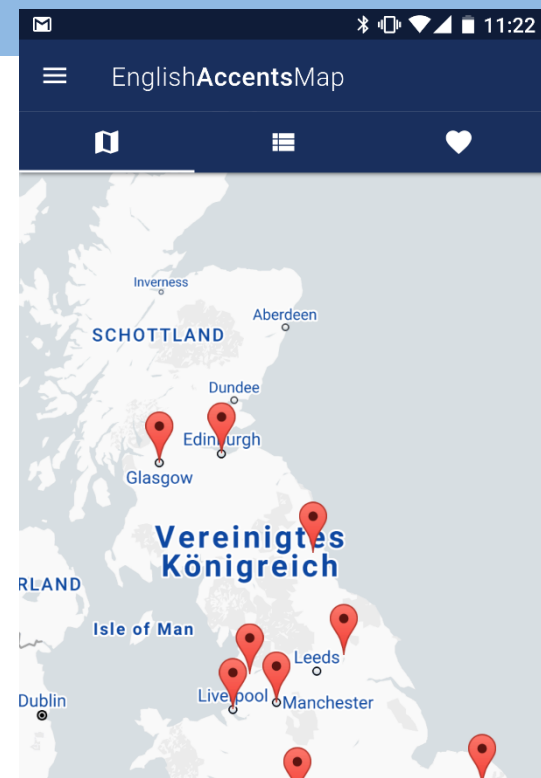 11:22
EnglishAccentsMap
Inverness
Aberdeen
SCHOTTLAND
Dundee
Edinburgh
Glasgow
Vereinigtes
Königreich
RLAND
Isle of Man
Leeds
Liverpool
Manchester
Dublin